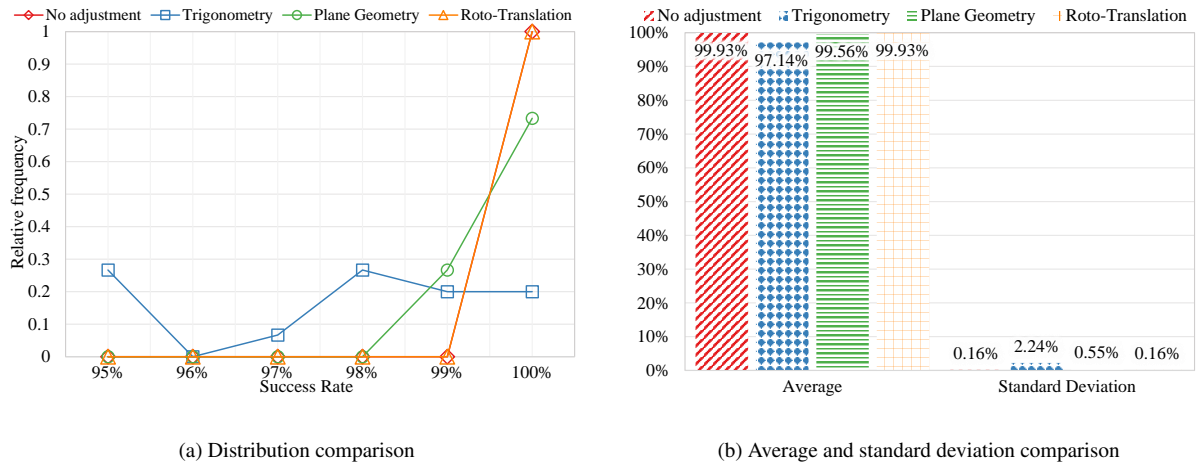 No adjustment Trigonometry Plane Geometry Roto-Translation
1
0.9
0.8
0.7
0.6
0.5
0.4
0.3
0.2
0.1
0
Relative frequency
95% 96% 97% 98% 99% 100%
Success Rate
(a) Distribution comparison
No adjustment Trigonometry Plane Geometry Roto-Translation
100%
90%
80%
70%
60%
50%
40%
30%
20%
10%
0%
99.93% 97.14% 99.56% 99.93%
0.16% 2.24% 0.55% 0.16%
Average Standard Deviation
(b) Average and standard deviation comparison